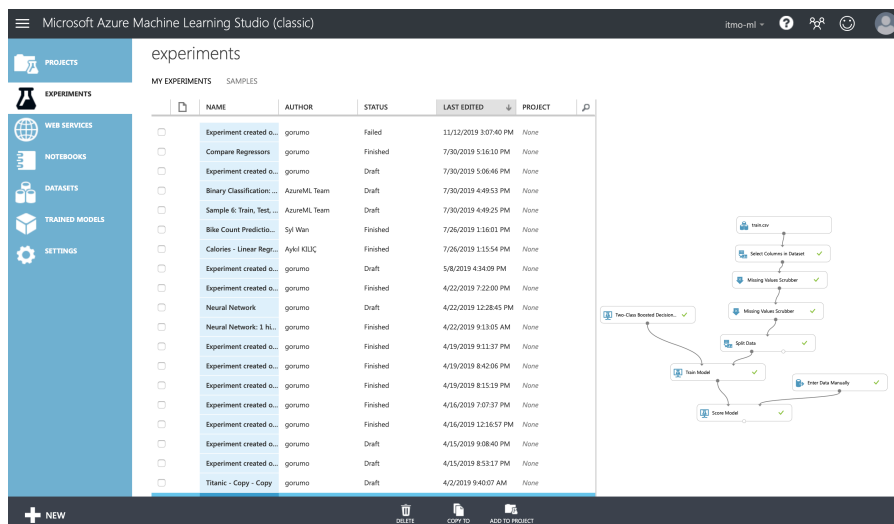 Microsoft Azure Machine Learning Studio (classic)
itmo-ml
?
PROJECTS
EXPERIMENTS
WEB SERVICES
NOTEBOOKS
DATASETS
TRAINED MODELS
SETTINGS
experiments
MY EXPERIMENTS SAMPLES
NAME AUTHOR STATUS LAST EDITED PROJECT
Experiment created o... gorumo Failed 11/12/2019 3:07:40 PM None
Compare Regressors gorumo Finished 7/30/2019 5:16:10 PM None
Experiment created o... gorumo Draft 7/30/2019 5:06:46 PM None
Binary Classification: ... AzureML Team Draft 7/30/2019 4:49:53 PM None
Sample 6: Train, Test, ... AzureML Team Draft 7/30/2019 4:49:25 PM None
Bike Count Predictio... Syl Wan Finished 7/26/2019 1:16:01 PM None
Calories - Linear Regr... Aykıl KILIÇ Finished 7/26/2019 1:15:54 PM None
Experiment created o... gorumo Draft 5/8/2019 4:34:09 PM None
Experiment created o... gorumo Finished 4/22/2019 7:22:00 PM None
Neural Network gorumo Draft 4/22/2019 12:28:45 PM None
Neural Network: 1 hi... gorumo Finished 4/22/2019 9:13:05 AM None
Experiment created o... gorumo Finished 4/19/2019 9:11:37 PM None
Experiment created o... gorumo Finished 4/19/2019 8:42:06 PM None
Experiment created o... gorumo Finished 4/19/2019 8:15:19 PM None
Experiment created o... gorumo Finished 4/16/2019 7:07:37 PM None
Experiment created o... gorumo Finished 4/16/2019 12:16:57 PM None
Experiment created o... gorumo Draft 4/15/2019 9:08:40 PM None
Experiment created o... gorumo Draft 4/15/2019 8:53:17 PM None
Titanic - Copy - Copy gorumo Draft 4/2/2019 9:40:07 AM None
train.csv
Select Columns in Dataset
Missing Values Scrubber
Missing Values Scrubber
Two-Class Boosted Decision...
Split Data
Train Model
Enter Data Manually
Score Model
NEW
DELETE
COPY TO
ADD TO PROJECT